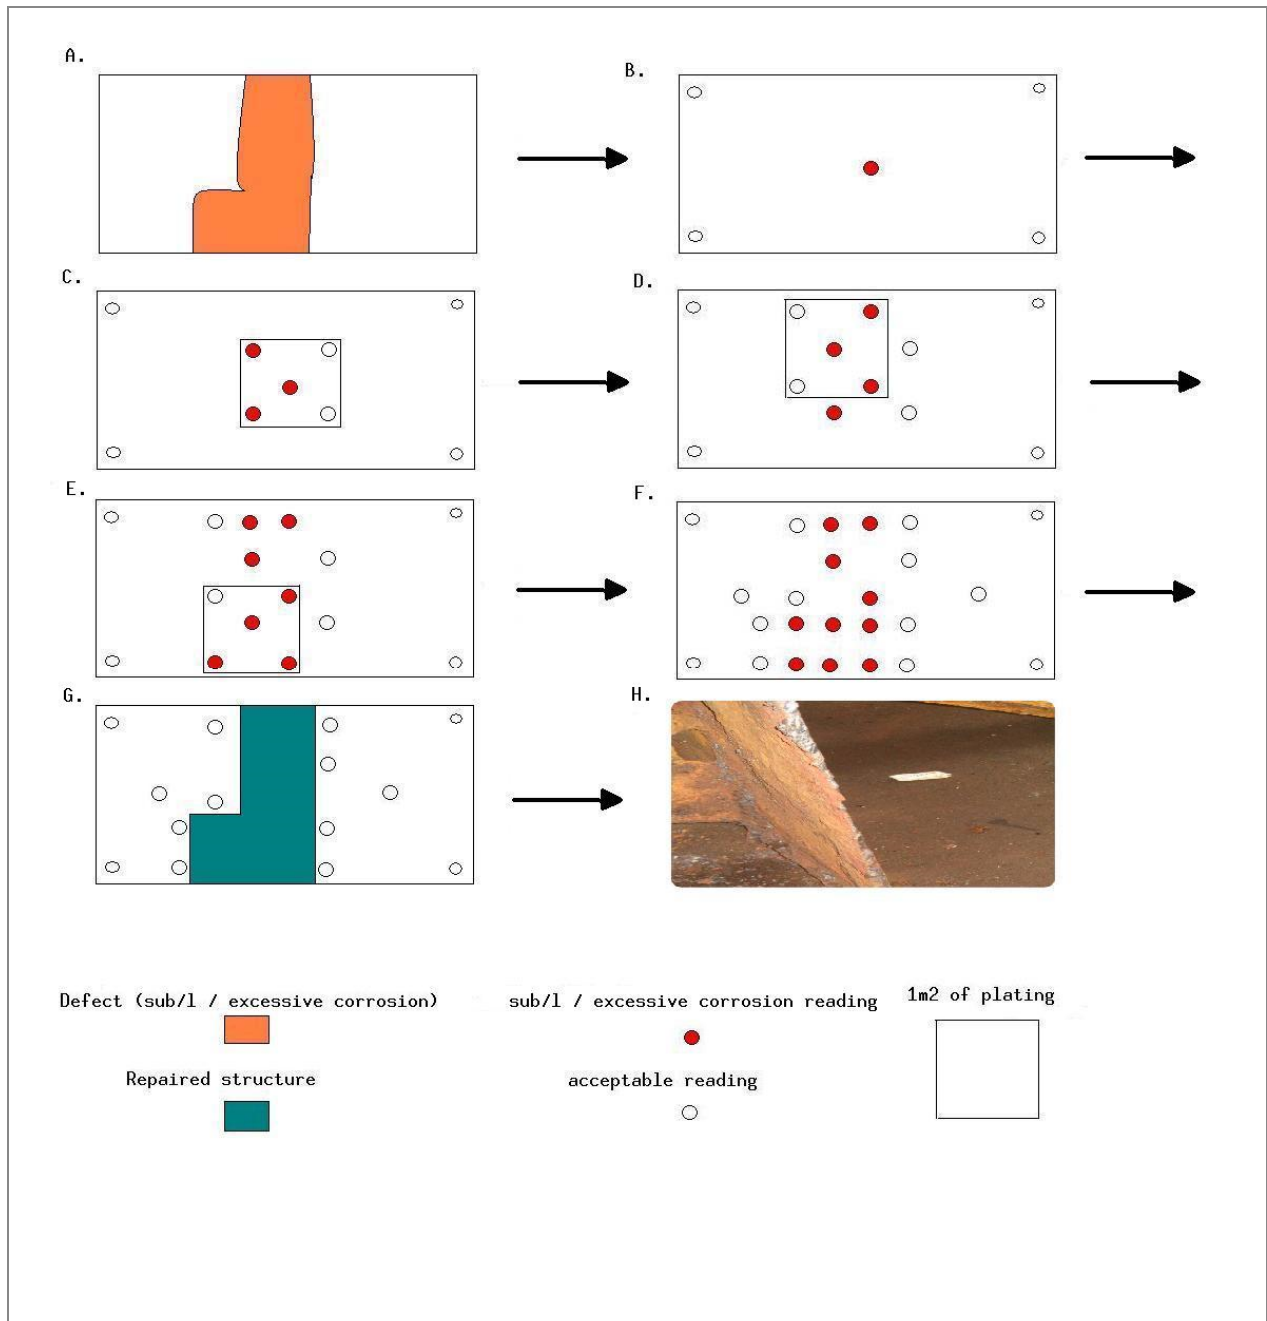 A.
B.
C.
D.
E.
F.
G.
H.
Defect (sub/l / excessive corrosion)
sub/l / excessive corrosion reading
1m2 of plating
Repaired structure
acceptable reading